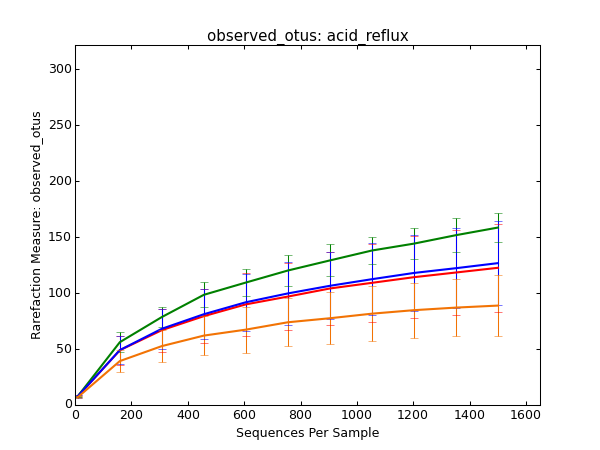 observed_otus: acid_reflux
Rarefaction Measure: observed_otus
300
250
200
150
100
50
0
0 200 400 600 800 1000 1200 1400 1600
Sequences Per Sample